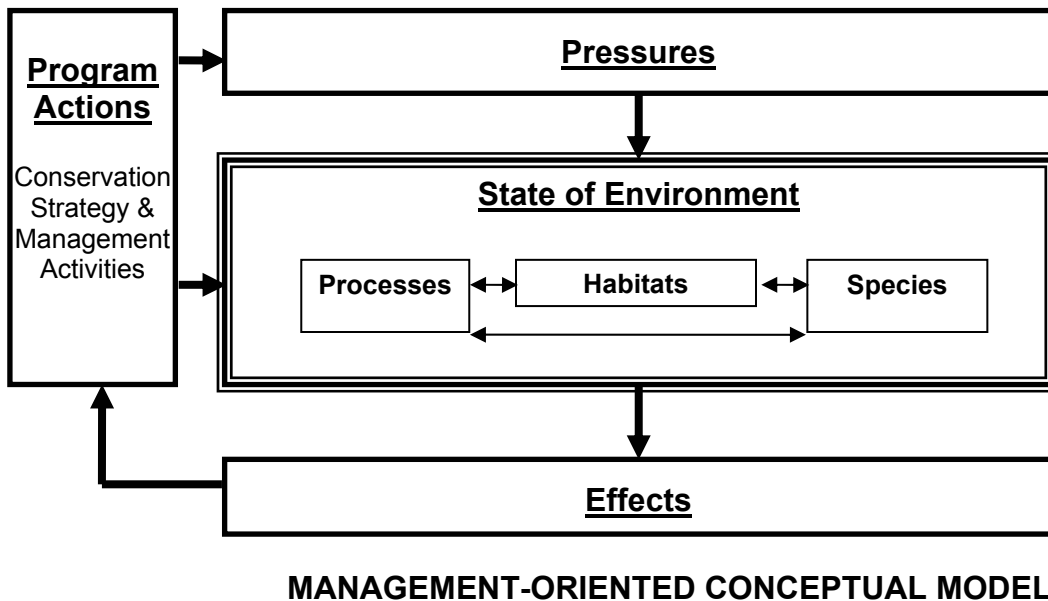 Program
Actions
Conservation
Strategy &
Management
Activities
Pressures
State of Environment
Processes
Habitats
Species
Effects
MANAGEMENT-ORIENTED CONCEPTUAL MODEL